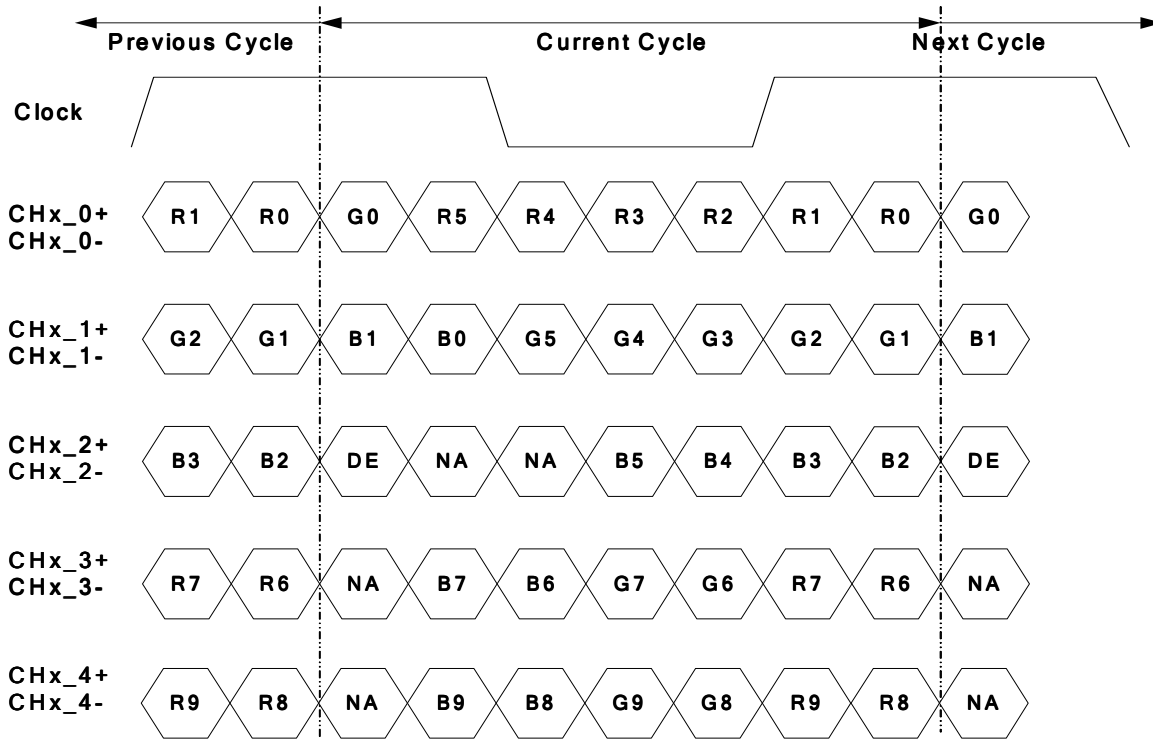 Previous Cycle Current Cycle Next Cycle
Clock
CHx_0+ R1 R0 G0 R5 R4 R3 R2 R1 R0 G0
CHx_0-
CHx_1+ G2 G1 B1 B0 G5 G4 G3 G2 G1 B1
CHx_1-
CHx_2+ B3 B2 DE NA NA B5 B4 B3 B2 DE
CHx_2-
CHx_3+ R7 R6 NA B7 B6 G7 G6 R7 R6 NA
CHx_3-
CHx_4+ R9 R8 NA B9 B8 G9 G8 R9 R8 NA
CHx_4-